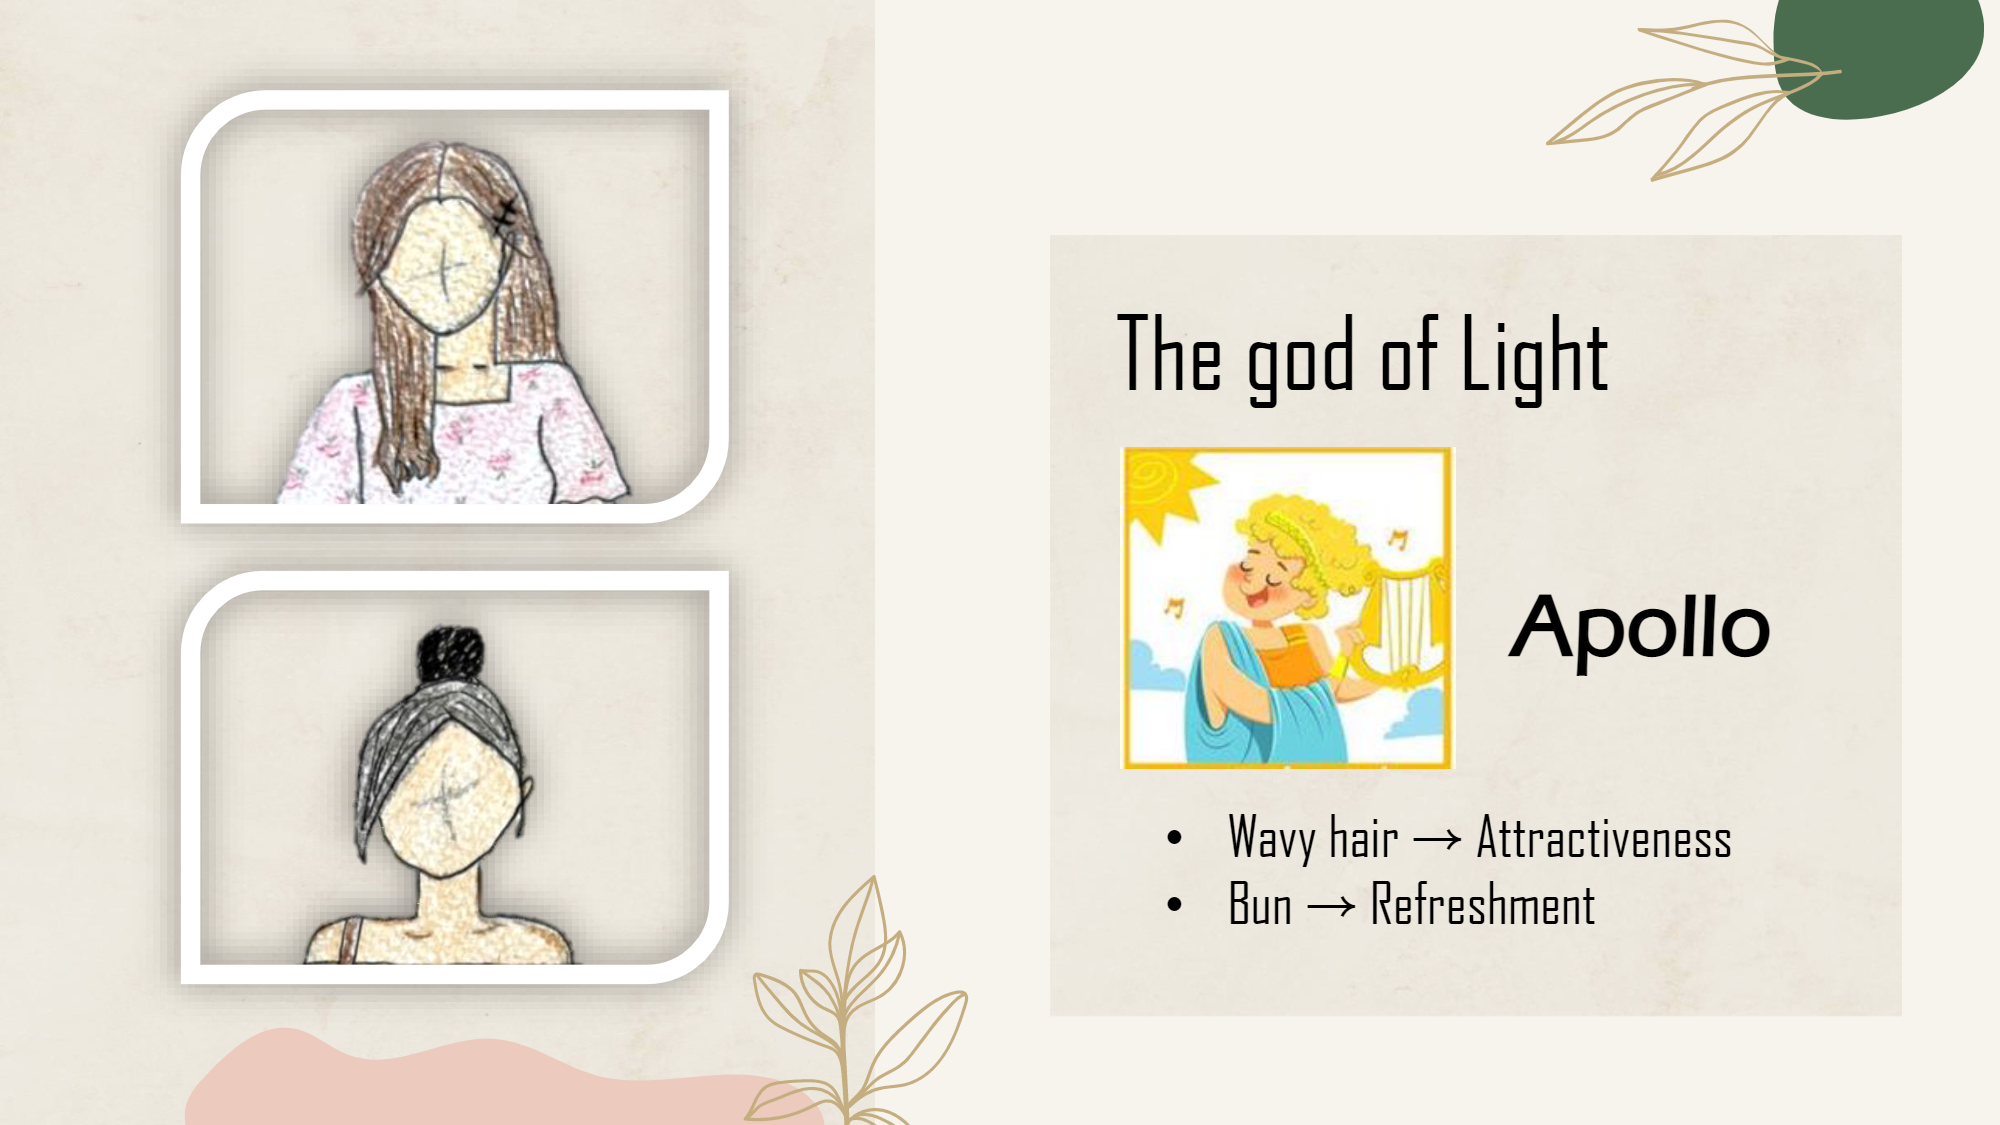 The god of Light
Apollo
• Wavy hair → Attractiveness
• Bun → Refreshment